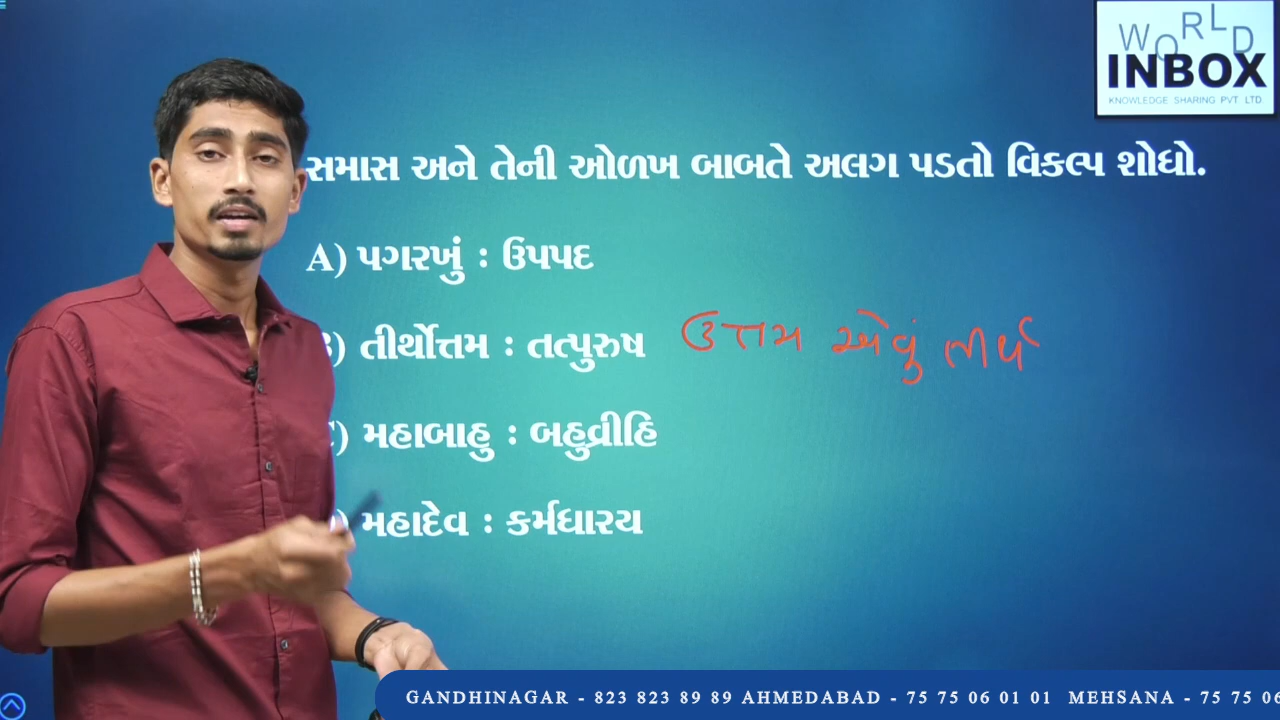 WORLD
INBOX
KNOWLEDGE SHARING PVT. LTD.
સમાસ અને તેની ઓળખ બાબતે અલગ પડતો વિકલ્પ શોધો.
A) પગરખું : ઉપપદ
) તીર્થોત્તમ : તત્પુરુષ ઉત્તમ એવું તીર્થ
) મહાબાહુ : બહુવ્રીહિ
) મહાદેવ : કર્મધારય
GANDHINAGAR - 823 823 89 89 AHMEDABAD - 75 75 06 01 01 MEHSANA - 75 75 06